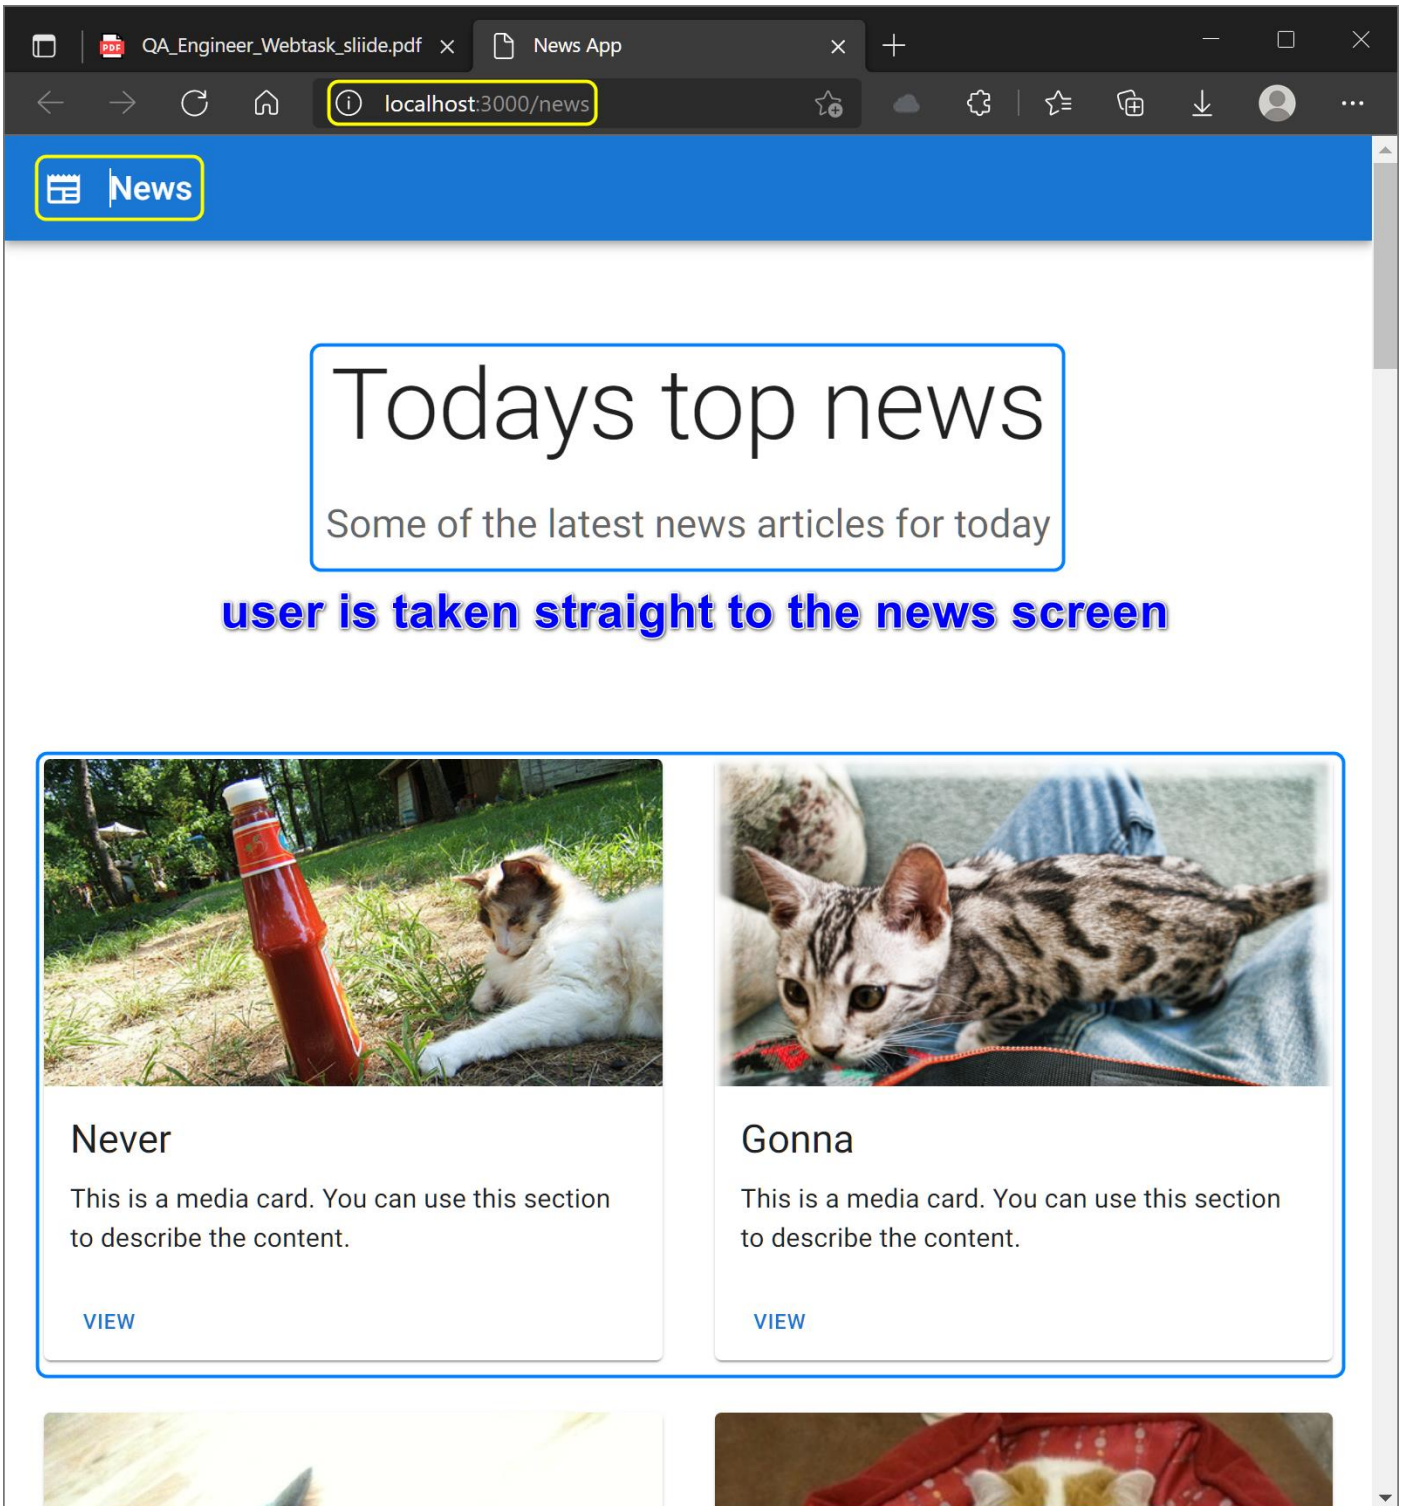 QA_Engineer_Webtask_sliide.pdf
News App
localhost:3000/news
News
Todays top news
Some of the latest news articles for today
user is taken straight to the news screen
Never
This is a media card. You can use this section
to describe the content.
VIEW
Gonna
This is a media card. You can use this section
to describe the content.
VIEW